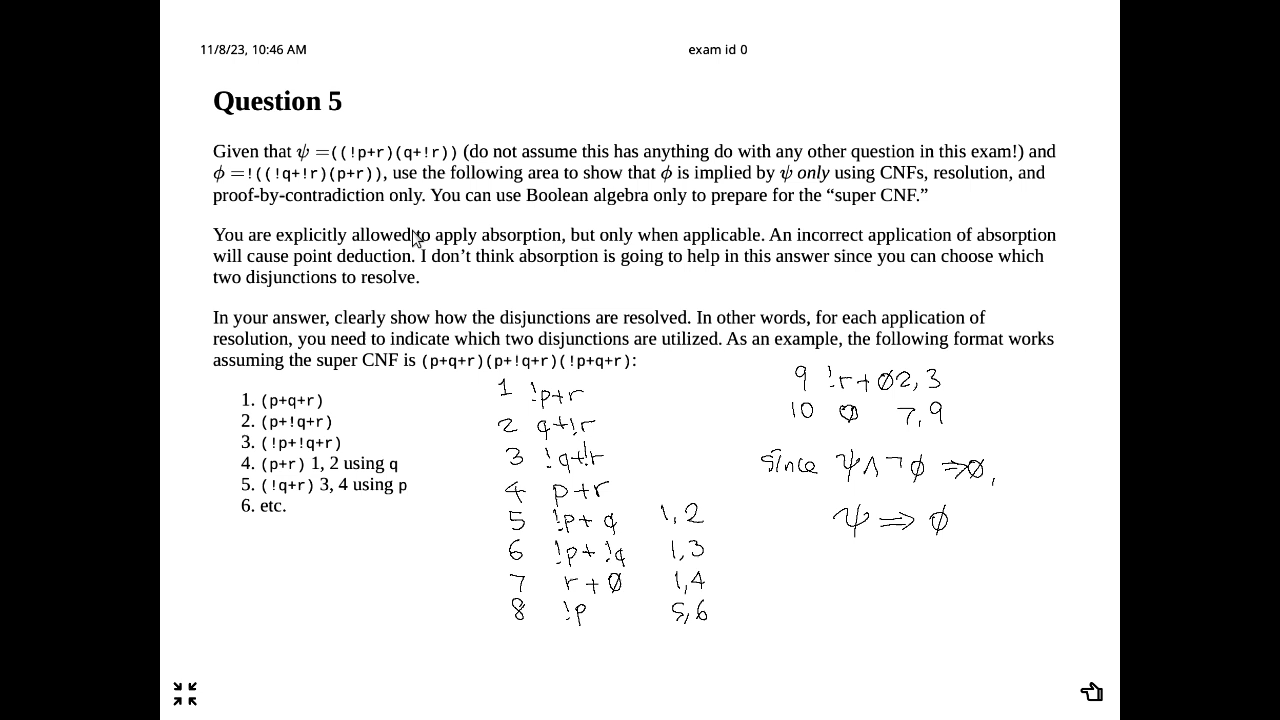 11/8/23, 10:46 AM
exam id 0
Question 5
Given that ψ =((!p+r)(q+!r)) (do not assume this has anything do with any other question in this exam!) and
ϕ =!((!q+!r)(p+r)), use the following area to show that ϕ is implied by ψ only using CNFs, resolution, and
proof-by-contradiction only. You can use Boolean algebra only to prepare for the “super CNF.”
You are explicitly allowed to apply absorption, but only when applicable. An incorrect application of absorption
will cause point deduction. I don’t think absorption is going to help in this answer since you can choose which
two disjunctions to resolve.
In your answer, clearly show how the disjunctions are resolved. In other words, for each application of
resolution, you need to indicate which two disjunctions are utilized. As an example, the following format works
assuming the super CNF is (p+q+r)(p+!q+r)(!p+q+r):
1. (p+q+r)
2. (p+!q+r)
3. (!p+!q+r)
4. (p+r) 1, 2 using q
5. (!q+r) 3, 4 using p
6. etc.
1 !p+r
2 q+!r
3 !q+!r
4 p+r
5 !p+q 1,2
6 !p+!q 1,3
7 r+∅ 1,4
8 !p 5,6
9 !r+∅ 2,3
10 ∅ 7,9
Since ψ∧¬ϕ ⇒∅,
ψ ⇒ ϕ